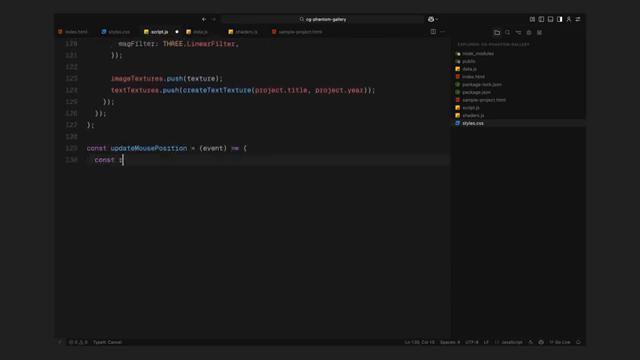 cg-phantom-gallery
index.html styles.css script.js data.js shaders.js sample-project.html
EXPLORER: CG-PHANTOM-GALLERY
node_modules
public
data.js
index.html
package-lock.json
package.json
sample-project.html
script.js
shaders.js
styles.css
120 magFilter: THREE.LinearFilter,
121 });
123 imageTextures.push(texture);
124 textTextures.push(createTextTexture(project.title, project.year));
125 });
126 });
127 };
129 const updateMousePosition = (event) => {
130 const
0 0 Ln 130, Col 10 Spaces: 4 UTF-8 LF {} JavaScript Go Live